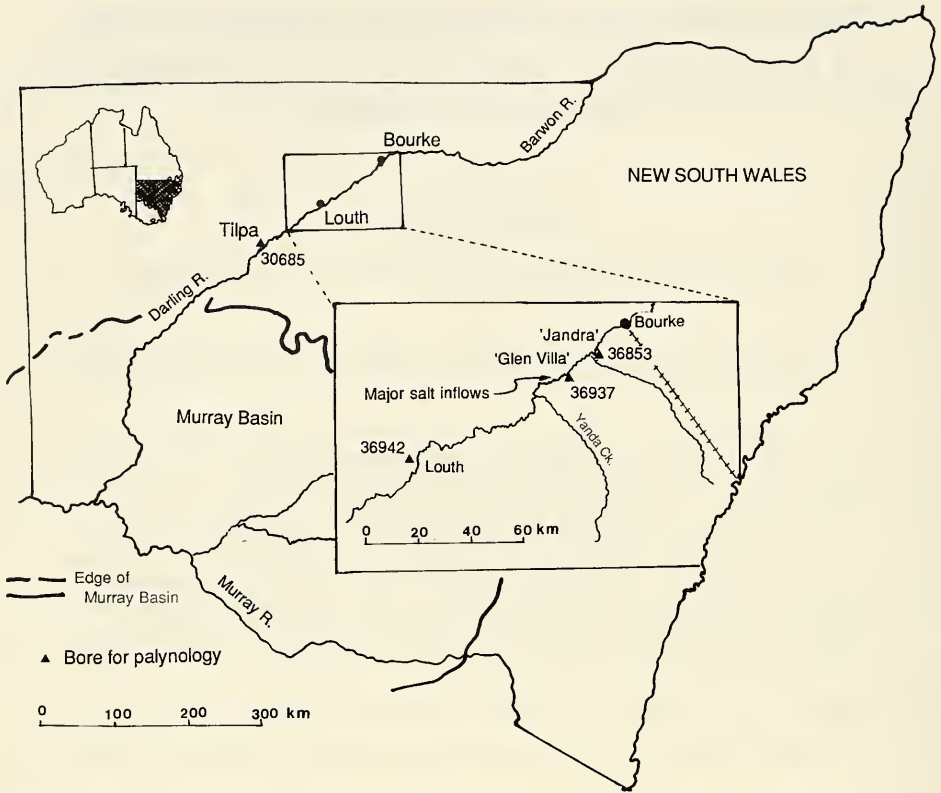 Barwon R.
Bourke
NEW SOUTH WALES
Louth
Tilpa
30685
Darling R.
Bourke
'Jandra'
36853
'Glen Villa'
Major salt inflows
36937
Murray Basin
Yanda Ck.
36942
Louth
0 20 40 60 km
Edge of
Murray Basin
Murray R.
Bore for palynology
0 100 200 300 km